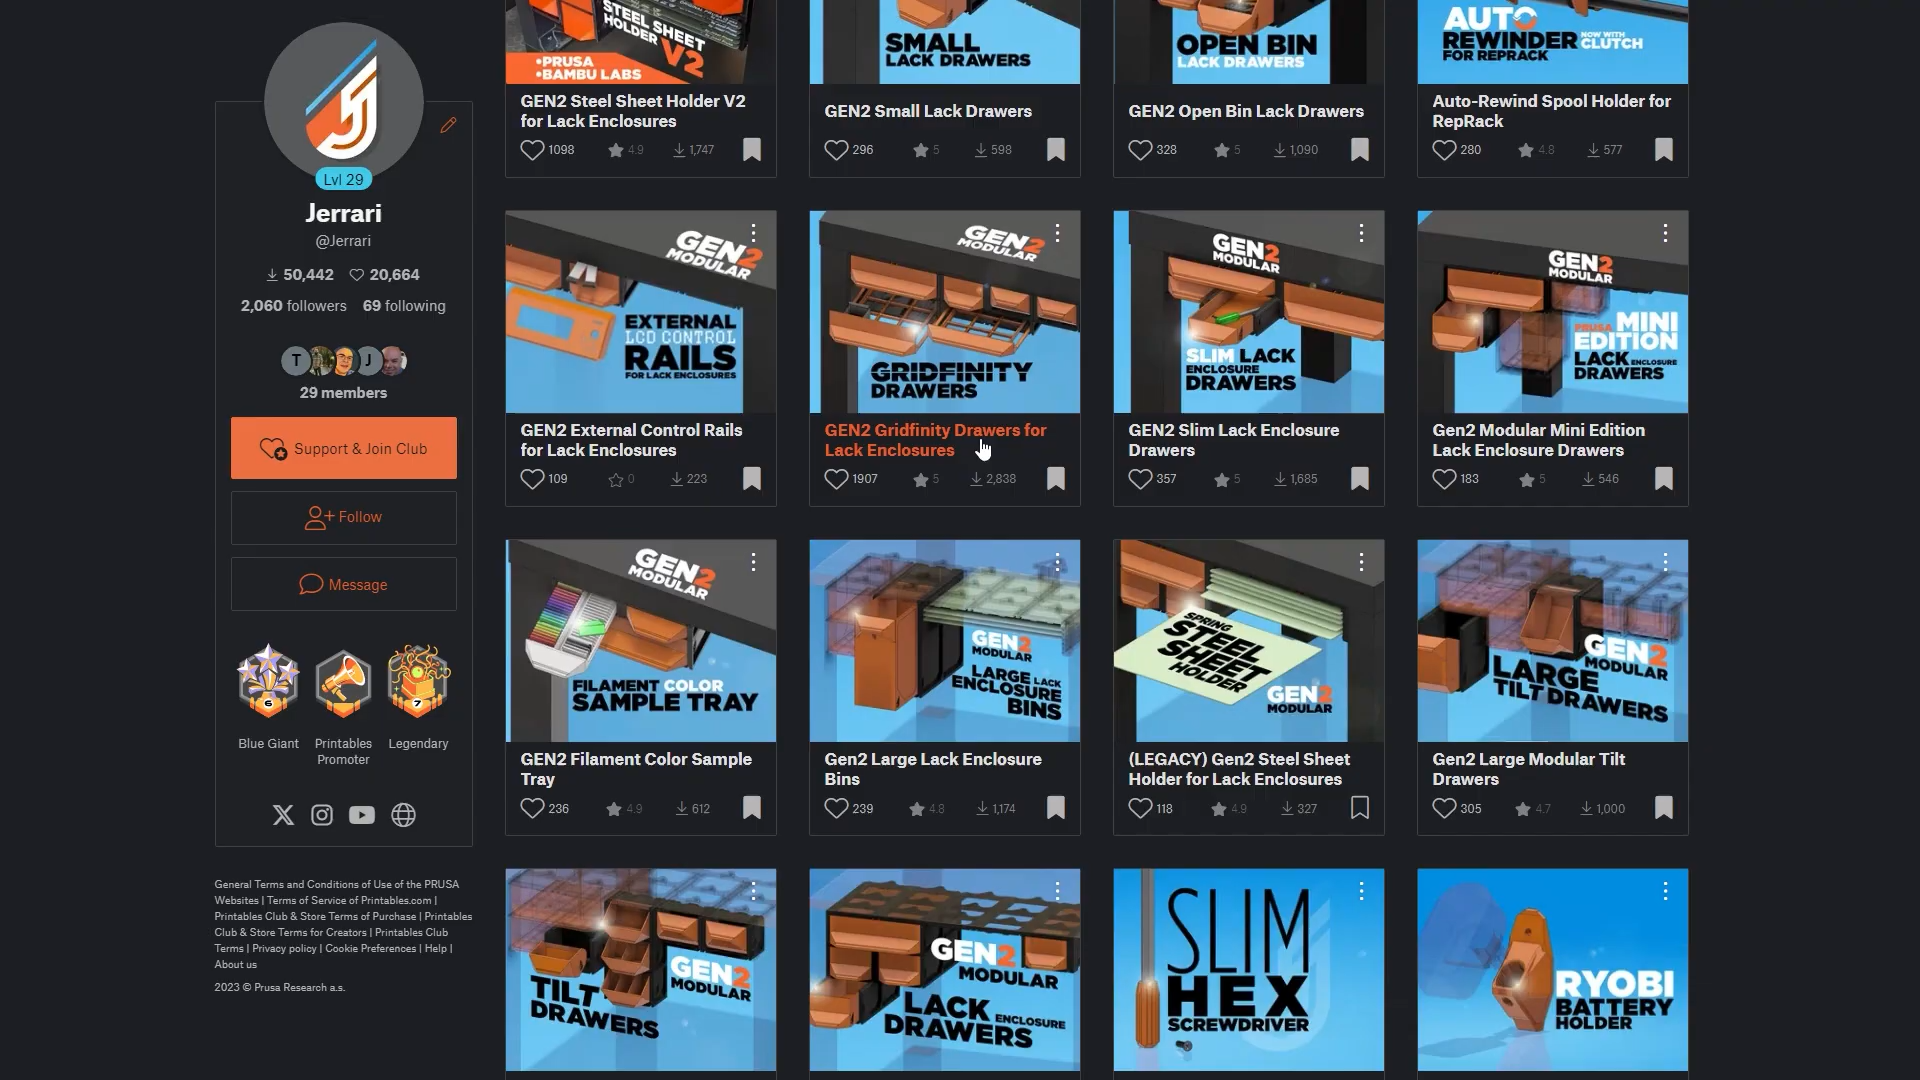 Lvl 29
Jerrari
@Jerrari
50,442 20,664
2,060 followers 69 following
T J
29 members
Support & Join Club
Follow
Message
6 7
Blue Giant Printables Promoter Legendary
General Terms and Conditions of Use of the PRUSA
Websites | Terms of Service of Printables.com |
Printables Club & Store Terms of Purchase | Printables
Club & Store Terms for Creators | Printables Club
Terms | Privacy policy | Cookie Preferences | Help |
About us
2023 © Prusa Research a.s.
STEEL SHEET
HOLDER V2
•PRUSA
•BAMBU LABS
GEN2 Steel Sheet Holder V2
for Lack Enclosures
1098 4.9 1,747
SMALL
LACK DRAWERS
GEN2 Small Lack Drawers
296 5 598
OPEN BIN
LACK DRAWERS
GEN2 Open Bin Lack Drawers
328 5 1,090
AUTO
REWINDER NOW WITH CLUTCH
FOR REPRACK
Auto-Rewind Spool Holder for
RepRack
280 4.8 577
GEN2
MODULAR
EXTERNAL
LCD CONTROL
RAILS
FOR LACK ENCLOSURES
GEN2 External Control Rails
for Lack Enclosures
109 0 223
GEN2
MODULAR
GRIDFINITY
DRAWERS
GEN2 Gridfinity Drawers for
Lack Enclosures
1907 5 2,838
GEN2
MODULAR
SLIM LACK
ENCLOSURE
DRAWERS
GEN2 Slim Lack Enclosure
Drawers
357 5 1,685
GEN2
MODULAR
PRUSA MINI
EDITION
LACK ENCLOSURE
DRAWERS
Gen2 Modular Mini Edition
Lack Enclosure Drawers
183 5 546
GEN2
MODULAR
FILAMENT COLOR
SAMPLE TRAY
GEN2 Filament Color Sample
Tray
236 4.9 612
GEN2
MODULAR
LARGE LACK
ENCLOSURE
BINS
Gen2 Large Lack Enclosure
Bins
239 4.8 1,174
SPRING
STEEL
SHEET
HOLDER
GEN2
MODULAR
(LEGACY) Gen2 Steel Sheet
Holder for Lack Enclosures
118 4.9 327
GEN2
MODULAR
LARGE
TILT DRAWERS
Gen2 Large Modular Tilt
Drawers
305 4.7 1,000
GEN2
MODULAR
TILT
DRAWERS
GEN2
MODULAR
LACK ENCLOSURE
DRAWERS
SLIM
HEX
SCREWDRIVER
RYOBI
BATTERY
HOLDER